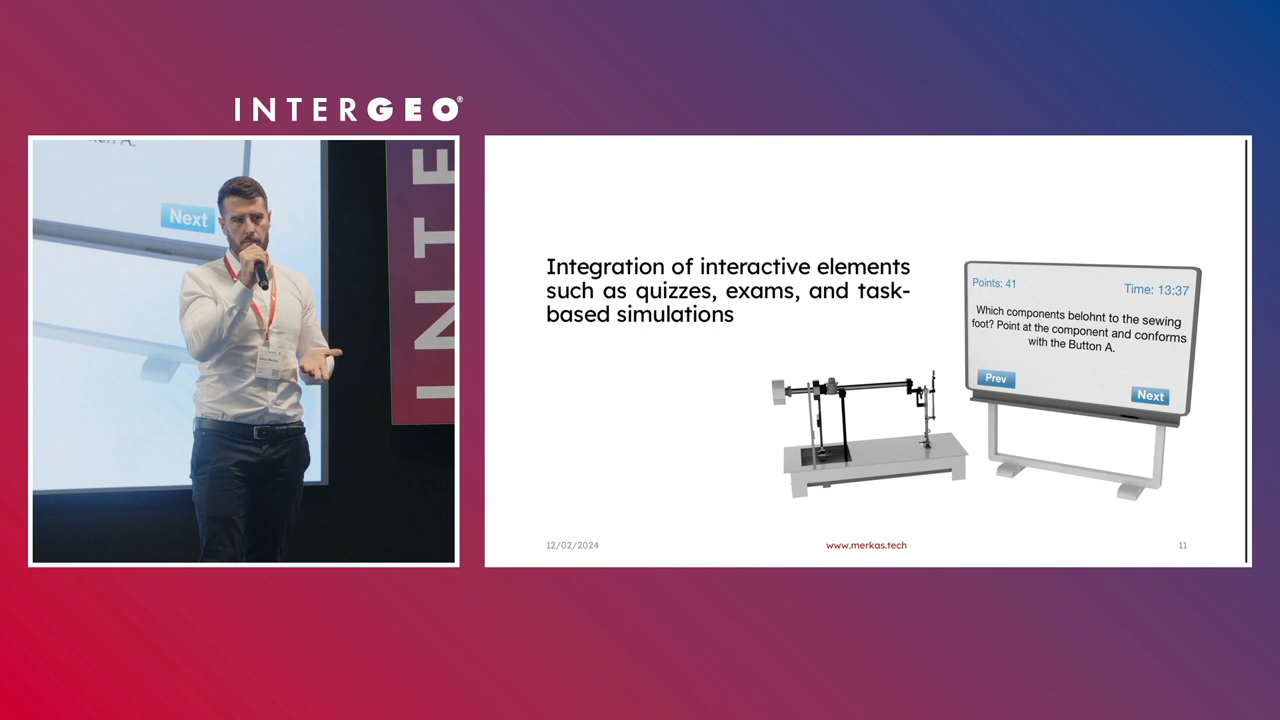 INTERGEO®
Next
INTE
Integration of interactive elements
such as quizzes, exams, and task-
based simulations
Points: 41
Time: 13:37
Which components belohnt to the sewing
foot? Point at the component and conforms
with the Button A.
Prev
Next
12/02/2024
www.merkas.tech
11